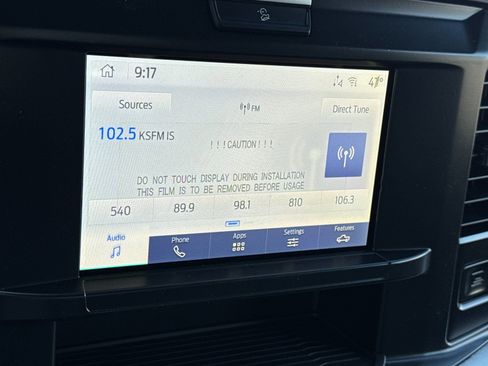 9:17
47°
Sources
FM
Direct Tune
102.5 KSFM IS
!!!CAUTION!!!
DO NOT TOUCH DISPLAY DURING INSTALLATION
THIS FILM IS TO BE REMOVED BEFORE USAGE
540 89.9 98.1 810 106.3
Audio Phone Apps Settings Features